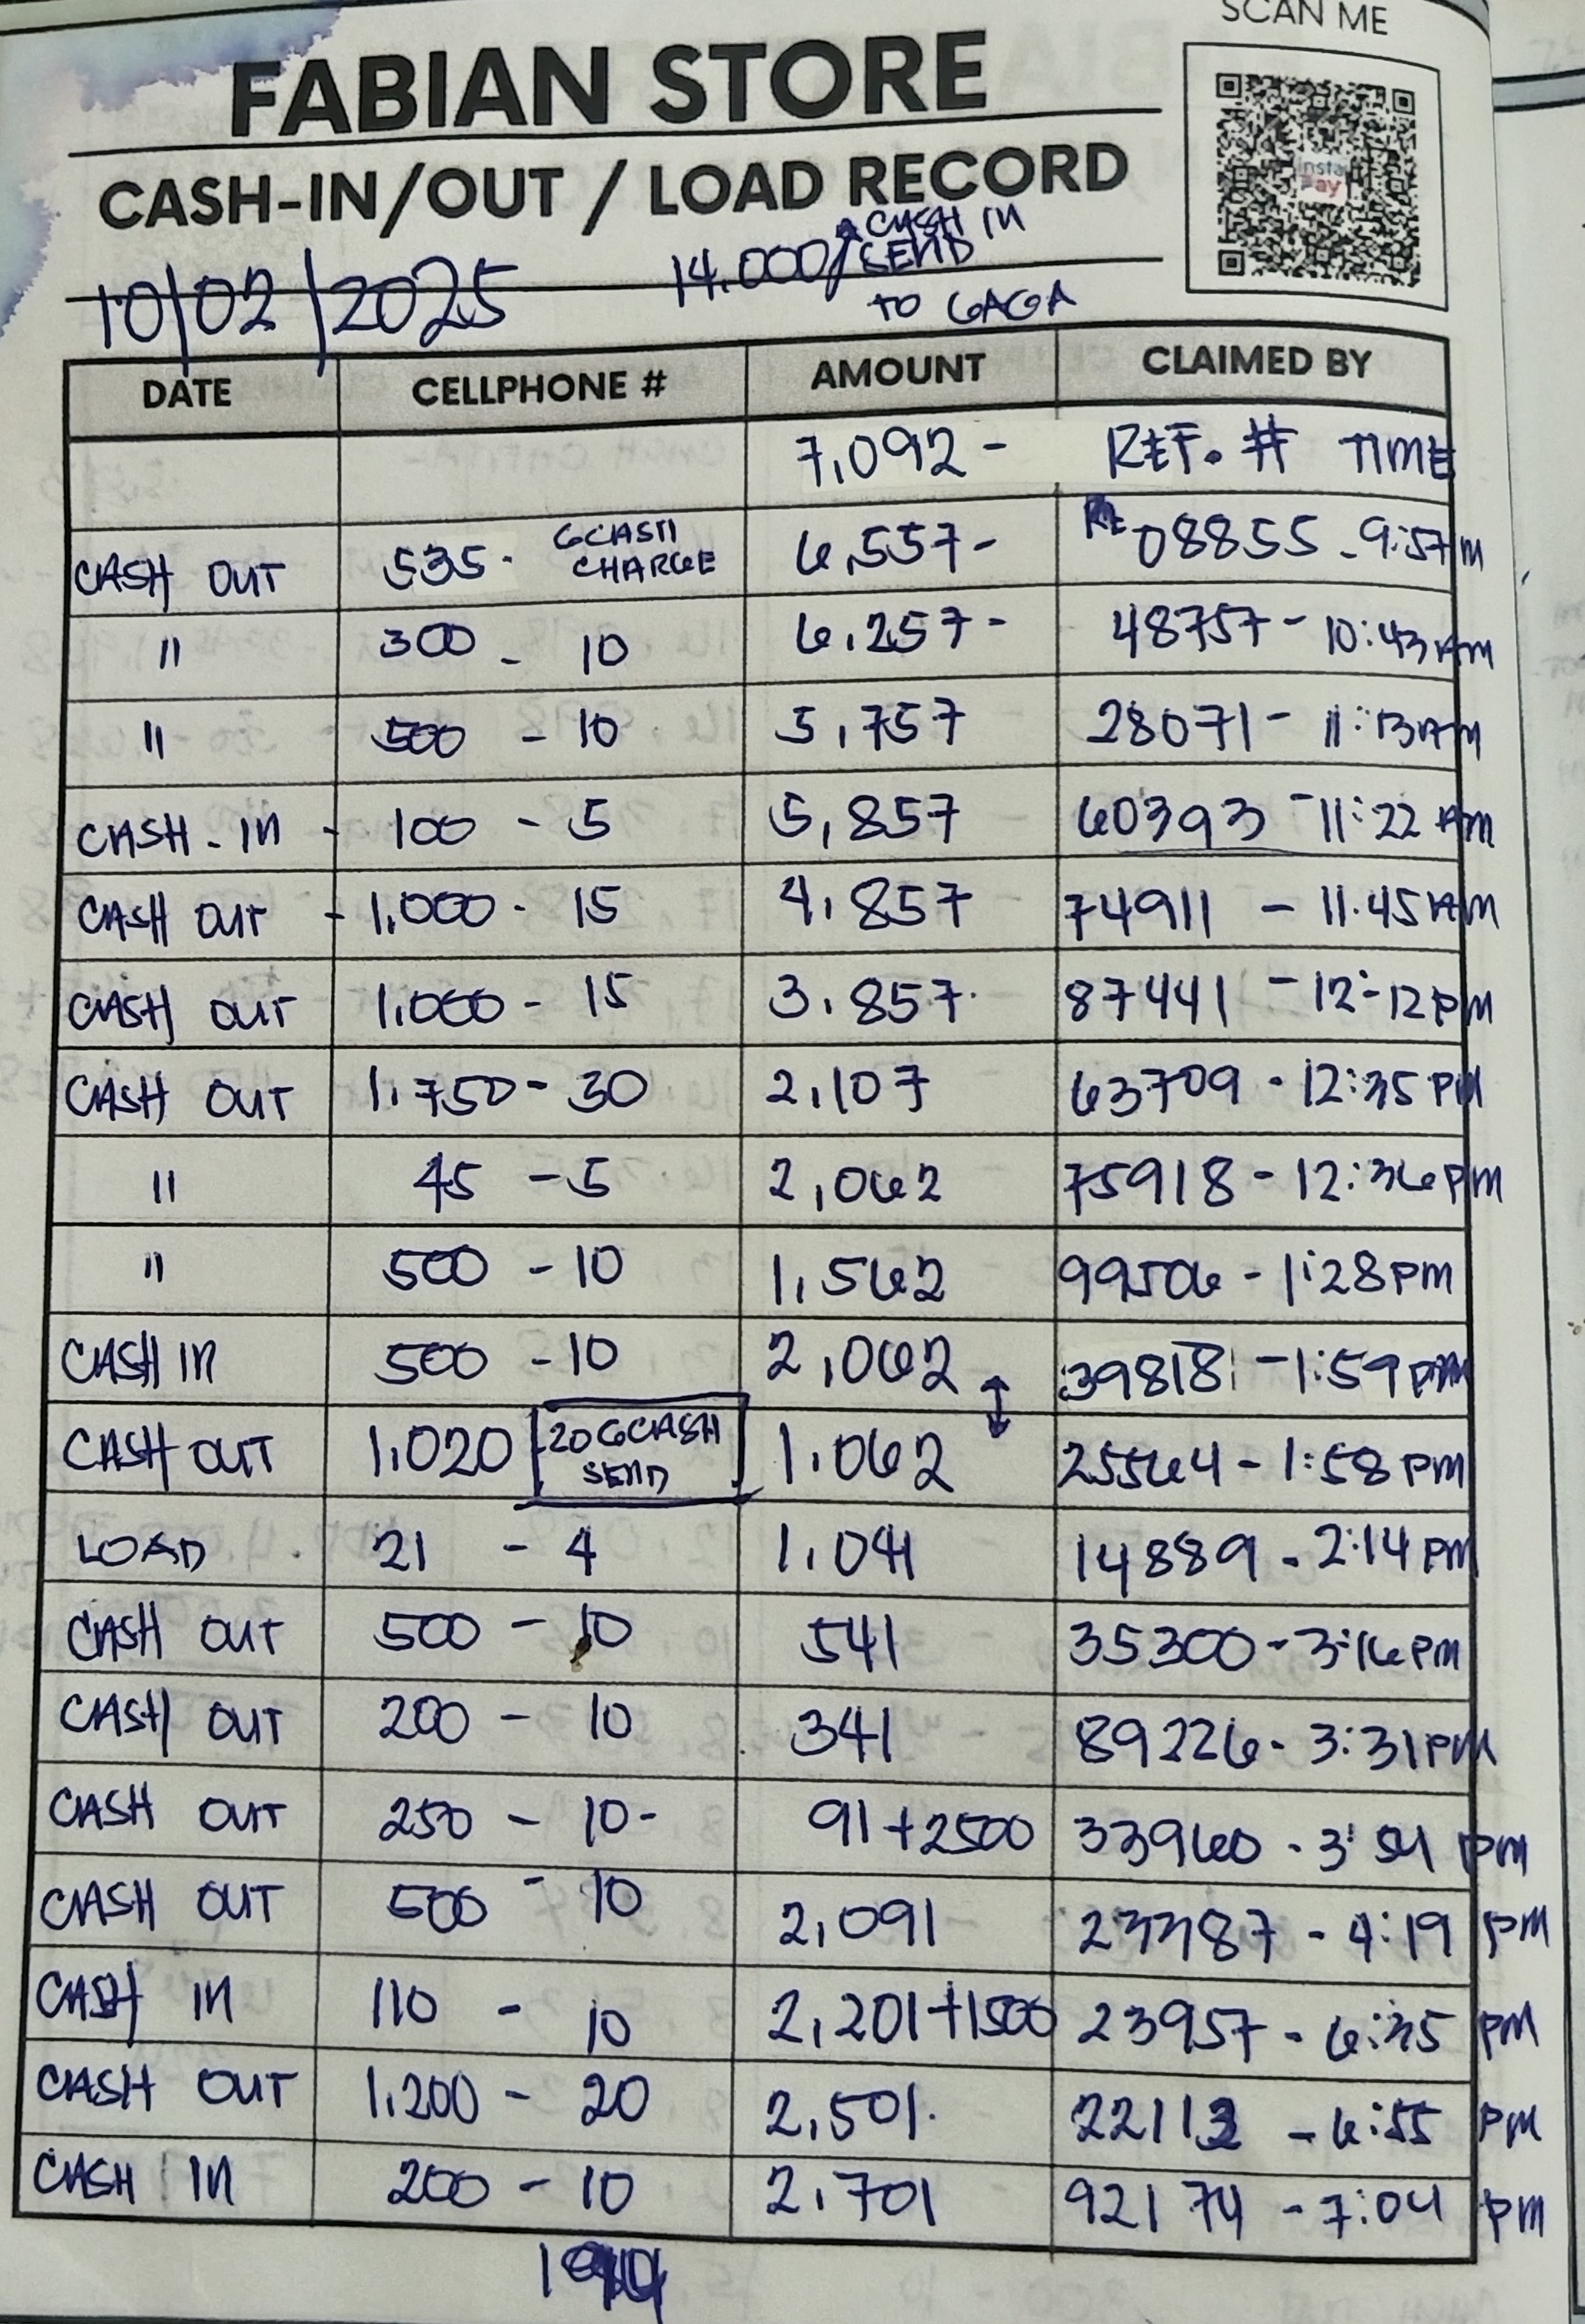 SCAN ME
FABIAN STORE
CASH-IN/OUT / LOAD RECORD
insta
Pay
10/02/2025 14.000/ CASH IN
SEND
TO GAGA
DATE CELLPHONE # AMOUNT CLAIMED BY
7,092 - REF. # TIME
CASH OUT 535. GCASH CHARGE 6,557 - 08855 - 9:57 AM
11 300 - 10 6,257 - 48757 - 10:43 AM
11 500 - 10 5,757 28071 - 11:13 AM
CASH - IN - 100 - 5 5,857 60393 - 11:22 AM
CASH OUT - 1,000 - 15 4,857 74911 - 11.45 AM
CASH OUT 1,000 - 15 3.857. 87441 - 12:12 PM
CASH OUT 1.750 - 30 2,107 63709 - 12:35 PM
11 45 - 5 2,062 75918 - 12:36 PM
11 500 - 10 1,562 99506 - 1:28 PM
CASH IN 500 - 10 2,062 39818 - 1:59 PM
CASH OUT 1,020 20 GCASH SEND 1,062 25564 - 1:58 PM
LOAD 21 - 4 1,041 14889 - 2:14 PM
CASH OUT 500 - 10 541 35300 - 3:16 PM
CASH OUT 200 - 10 341 89226 - 3:31 PM
CASH OUT 250 - 10 - 91 + 2500 33960 - 3:54 PM
CASH OUT 500 - 10 2,091 23387 - 4:19 PM
CASH IN 110 - 10 2,201 + 1500 23957 - 6:35 PM
CASH OUT 1,200 - 20 2,501. 22113 - 6:55 PM
CASH IN 200 - 10 2,701 92174 - 7:04 PM